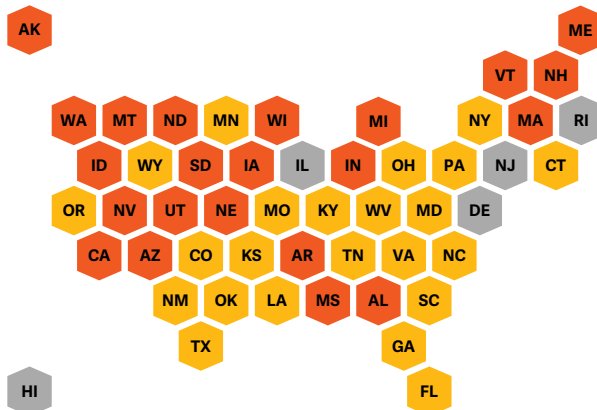 AK ME
VT NH
WA MT ND MN WI MI NY MA RI
ID WY SD IA IL IN OH PA NJ CT
OR NV UT NE MO KY WV MD DE
CA AZ CO KS AR TN VA NC
NM OK LA MS AL SC
TX GA
HI FL